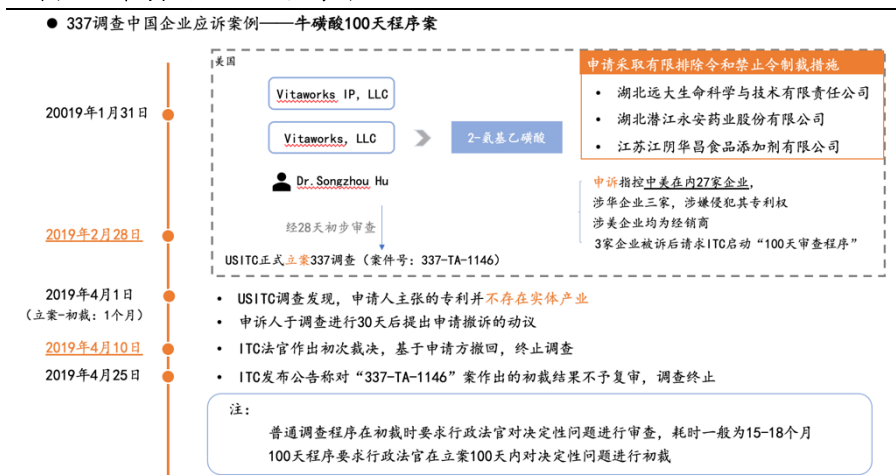 ● 337调查中国企业应诉案例——牛磺酸100天程序案
美国
20019年1月31日
Vitaworks IP, LLC
Vitaworks, LLC
Dr.Songzhou Hu
2-氨基乙磺酸
申请采取有限排除令和禁止令制裁措施
• 湖北远大生命科学与技术有限责任公司
• 湖北潜江永安药业股份有限公司
• 江苏江阴华昌食品添加剂有限公司
申诉指控中美在内27家企业，
涉华企业三家，涉嫌侵犯其专利权
涉美企业均为经销商
3家企业被诉后请求ITC启动“100天审查程序”
经28天初步审查
2019年2月28日
USITC正式立案337调查（案件号：337-TA-1146）
2019年4月1日
（立案-初裁：1个月）
• USITC调查发现，申请人主张的专利并不存在实体产业
• 申诉人于调查进行30天后提出申请撤诉的动议
2019年4月10日
• ITC法官作出初次裁决，基于申请方撤回，终止调查
2019年4月25日
• ITC发布公告称对“337-TA-1146”案作出的初裁结果不予复审，调查终止
注：
普通调查程序在初裁时要求行政法官对决定性问题进行审查，耗时一般为15-18个月
100天程序要求行政法官在立案100天内对决定性问题进行初裁